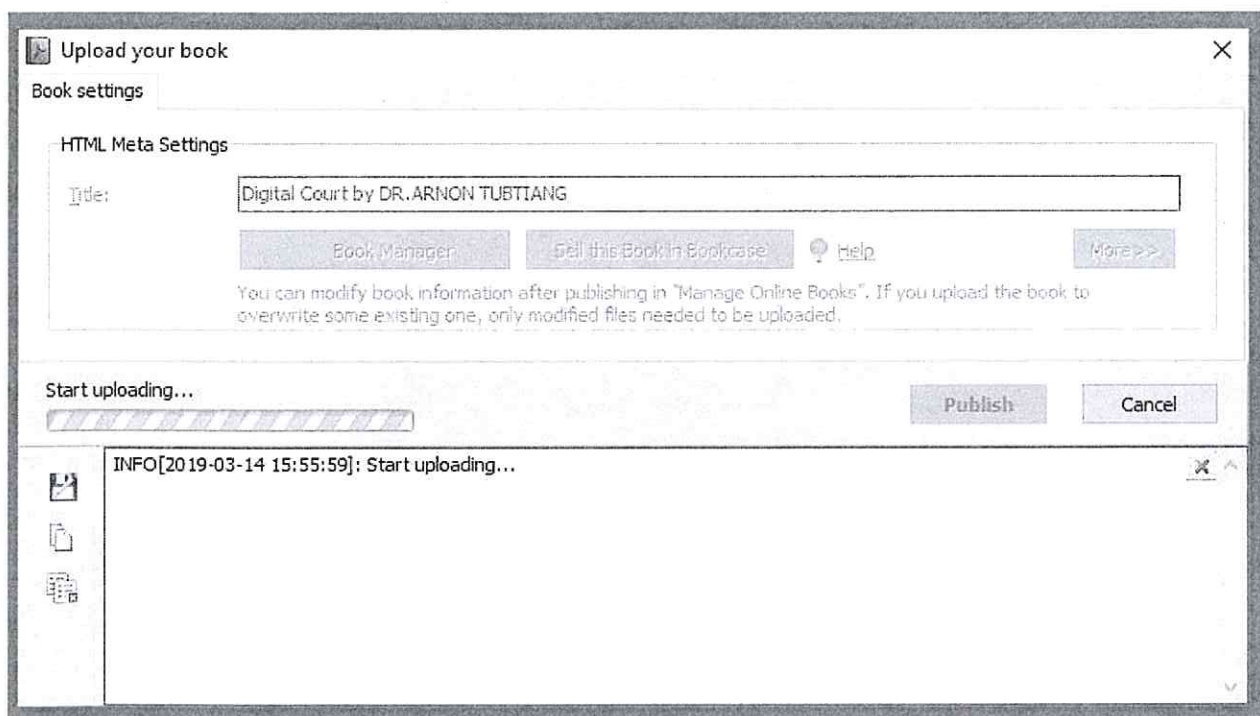 Upload your book
Book settings
HTML Meta Settings
Title:
Digital Court by DR.ARNON TUBTIANG
Book Manager
Sell this Book in Bookcase
Help
More>>
You can modify book information after publishing in "Manage Online Books". If you upload the book to
overwrite some existing one, only modified files needed to be uploaded.
Start uploading...
Publish
Cancel
INFO[2019-03-14 15:55:59]: Start uploading...